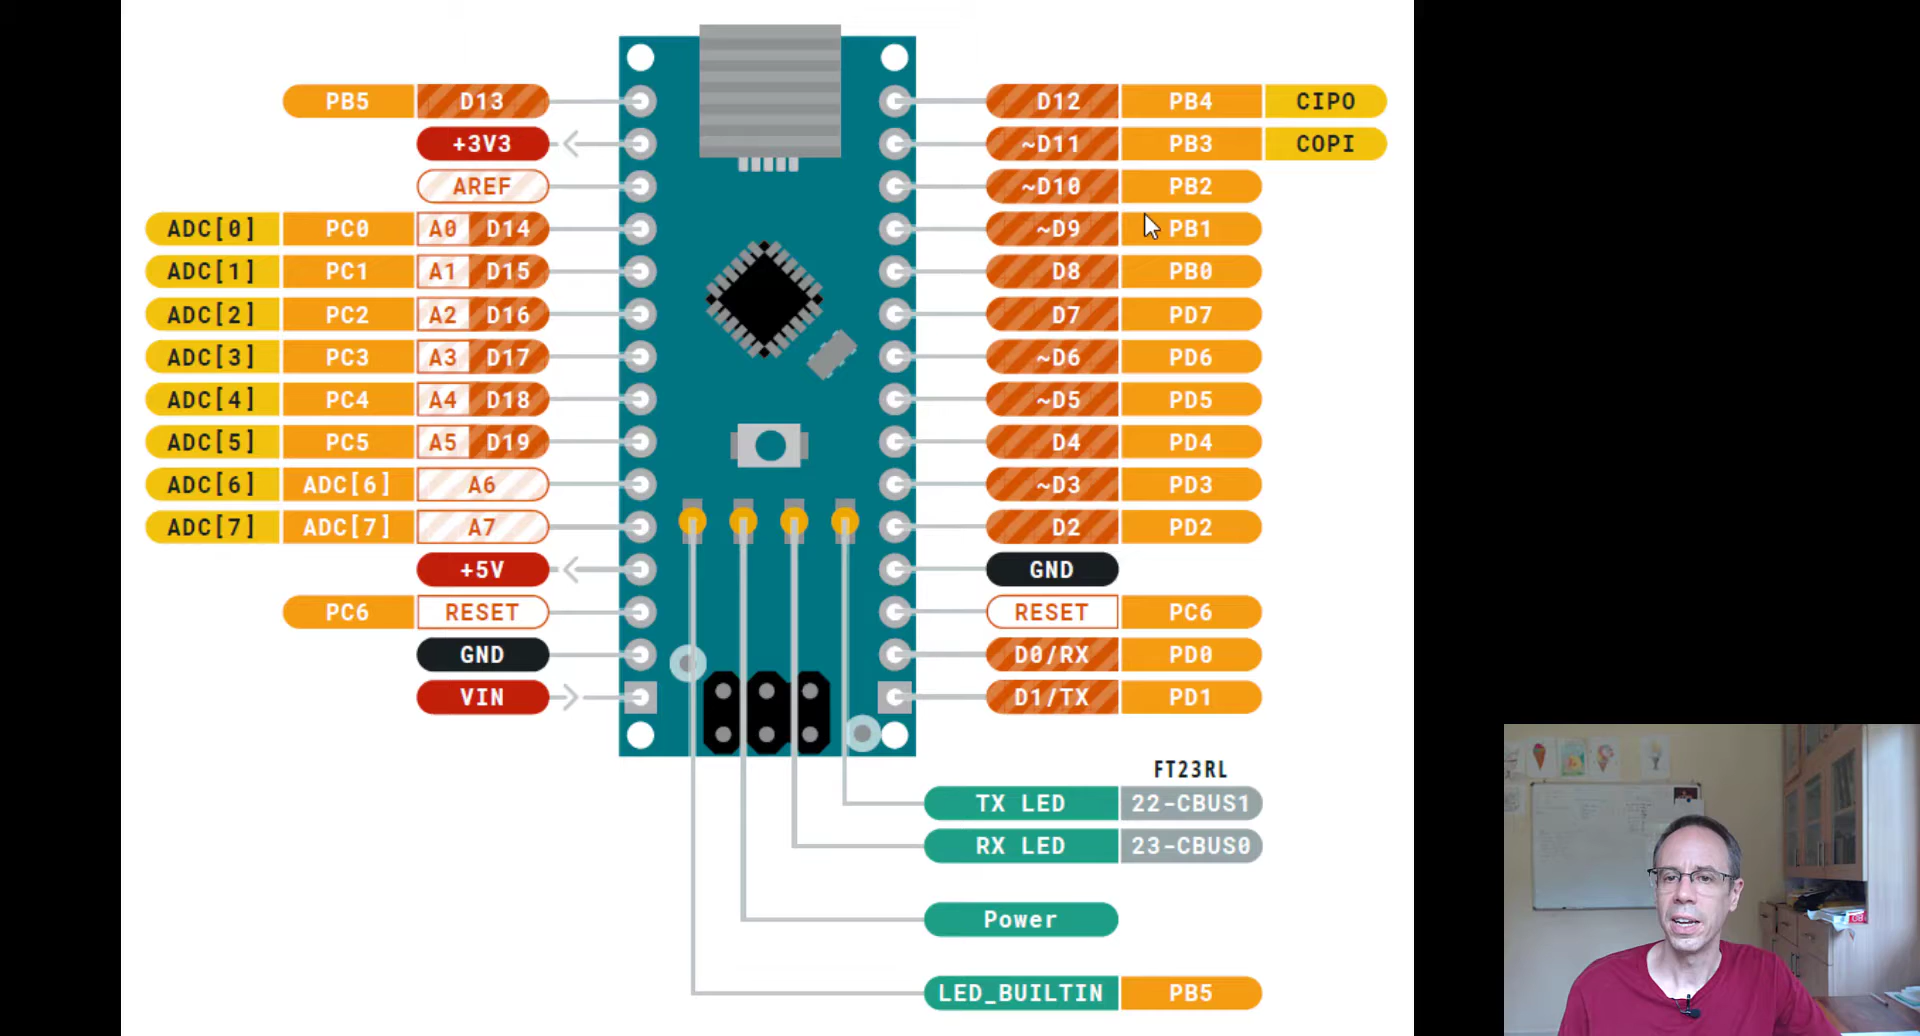 PB5 D13 D12 PB4 CIPO
+3V3 ~D11 PB3 COPI
AREF ~D10 PB2
ADC[0] PC0 A0 D14 ~D9 PB1
ADC[1] PC1 A1 D15 D8 PB0
ADC[2] PC2 A2 D16 D7 PD7
ADC[3] PC3 A3 D17 ~D6 PD6
ADC[4] PC4 A4 D18 ~D5 PD5
ADC[5] PC5 A5 D19 D4 PD4
ADC[6] ADC[6] A6 ~D3 PD3
ADC[7] ADC[7] A7 D2 PD2
+5V GND
PC6 RESET RESET PC6
GND D0/RX PD0
VIN D1/TX PD1
FT23RL
TX LED 22-CBUS1
RX LED 23-CBUS0
Power
LED_BUILTIN PB5